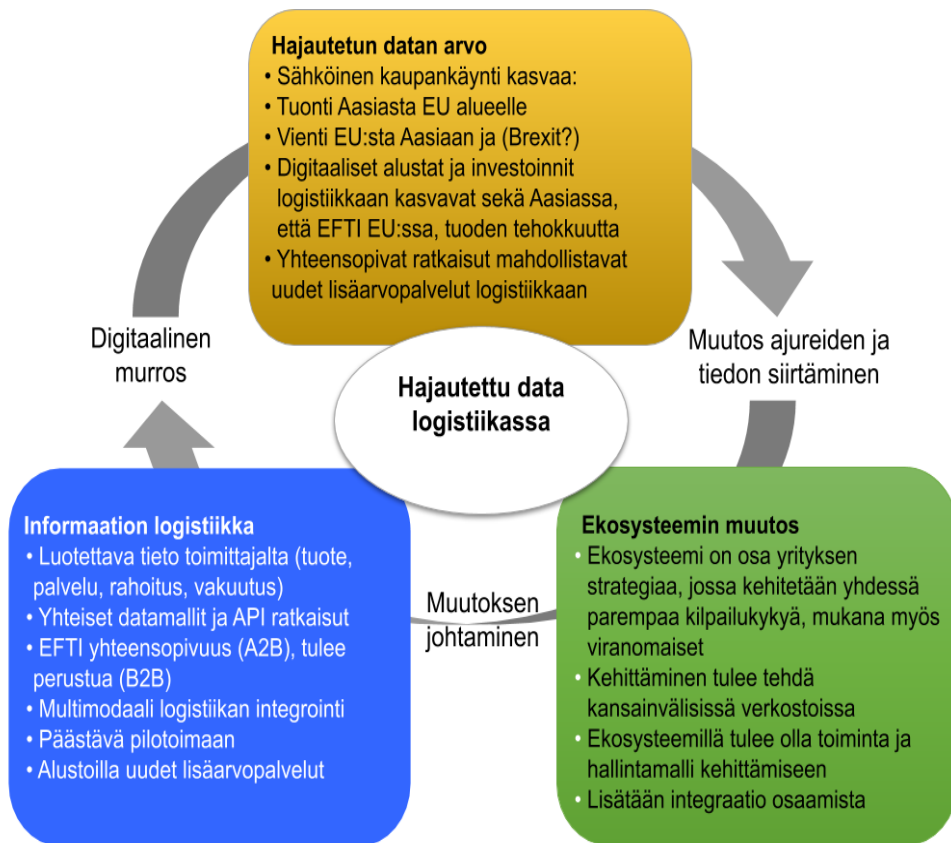 Hajautetun datan arvo
• Sähköinen kaupankäynti kasvaa:
• Tuonti Aasiasta EU alueelle
• Vienti EU:sta Aasiaan ja (Brexit?)
• Digitaaliset alustat ja investoinnit
logistiikkaan kasvavat sekä Aasiassa,
että EFTI EU:ssa, tuoden tehokkuutta
• Yhteensopivat ratkaisut mahdollistavat
uudet lisäarvopalvelut logistiikkaan
Digitaalinen
murros
Muutos ajureiden ja
tiedon siirtäminen
Hajautettu data
logistiikassa
Informaation logistiikka
• Luotettava tieto toimittajalta (tuote,
palvelu, rahoitus, vakuutus)
• Yhteiset datamallit ja API ratkaisut
• EFTI yhteensopivuus (A2B), tulee
perustua (B2B)
• Multimodaali logistiikan integrointi
• Päästävä pilotoimaan
• Alustoilla uudet lisäarvopalvelut
Muutoksen
johtaminen
Ekosysteemin muutos
• Ekosysteemi on osa yrityksen
strategiaa, jossa kehitetään yhdessä
parempaa kilpailukykyä, mukana myös
viranomaiset
• Kehittäminen tulee tehdä
kansainvälisissä verkostoissa
• Ekosysteemillä tulee olla toiminta ja
hallintamalli kehittämiseen
• Lisätään integraatio osaamista